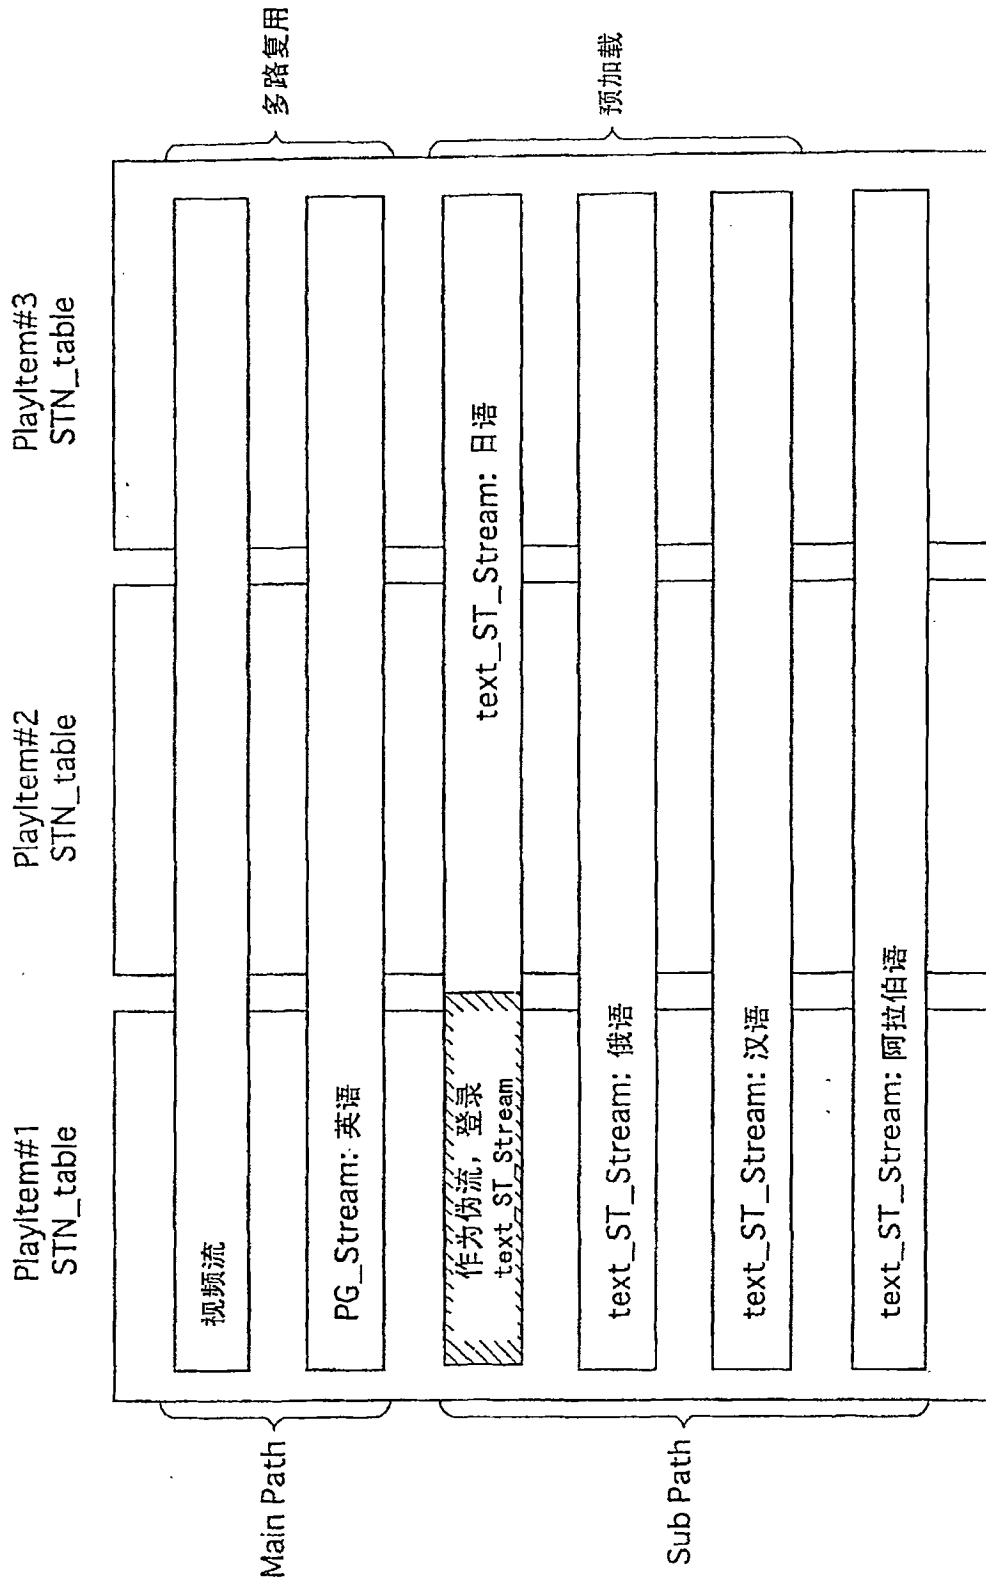 PlayItem#1
STN_table
PlayItem#2
STN_table
PlayItem#3
STN_table
Main Path
视频流
多路复用
PG_Stream: 英语
Sub Path
作为伪流，登录
text_ST_Stream
text_ST_Stream: 日语
预加载
text_ST_Stream: 俄语
text_ST_Stream: 汉语
text_ST_Stream: 阿拉伯语